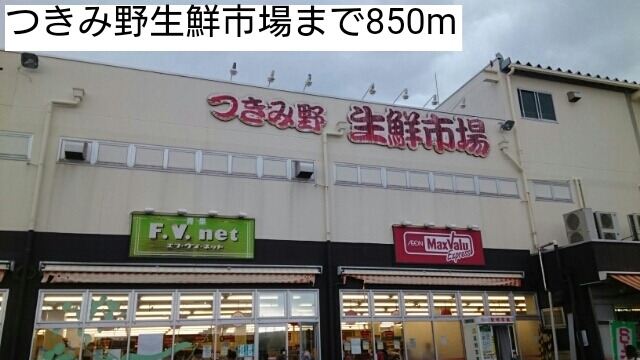 つきみ野生鮮市場まで850m
つきみ野 生鮮市場
F.V.net
エフ・ヴィ・ネット
ÆON MaxValu
Express